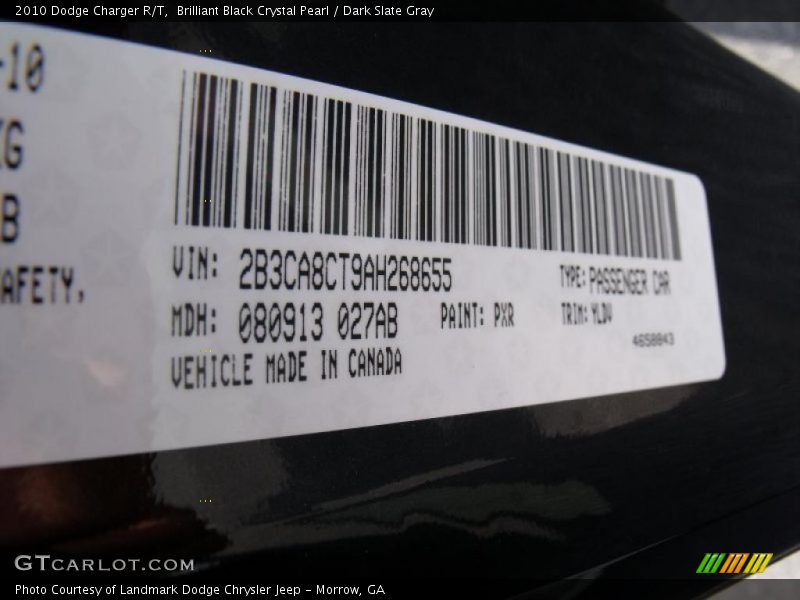 2010 Dodge Charger R/T, Brilliant Black Crystal Pearl / Dark Slate Gray
-10
KG
B
AFETY,
VIN: 2B3CA8CT9AH268655
TYPE: PASSENGER CAR
MDH: 080913 027AB
PAINT: PXR
TRIM: YLDV
4658843
VEHICLE MADE IN CANADA
GTCARLOT.COM
Photo Courtesy of Landmark Dodge Chrysler Jeep - Morrow, GA